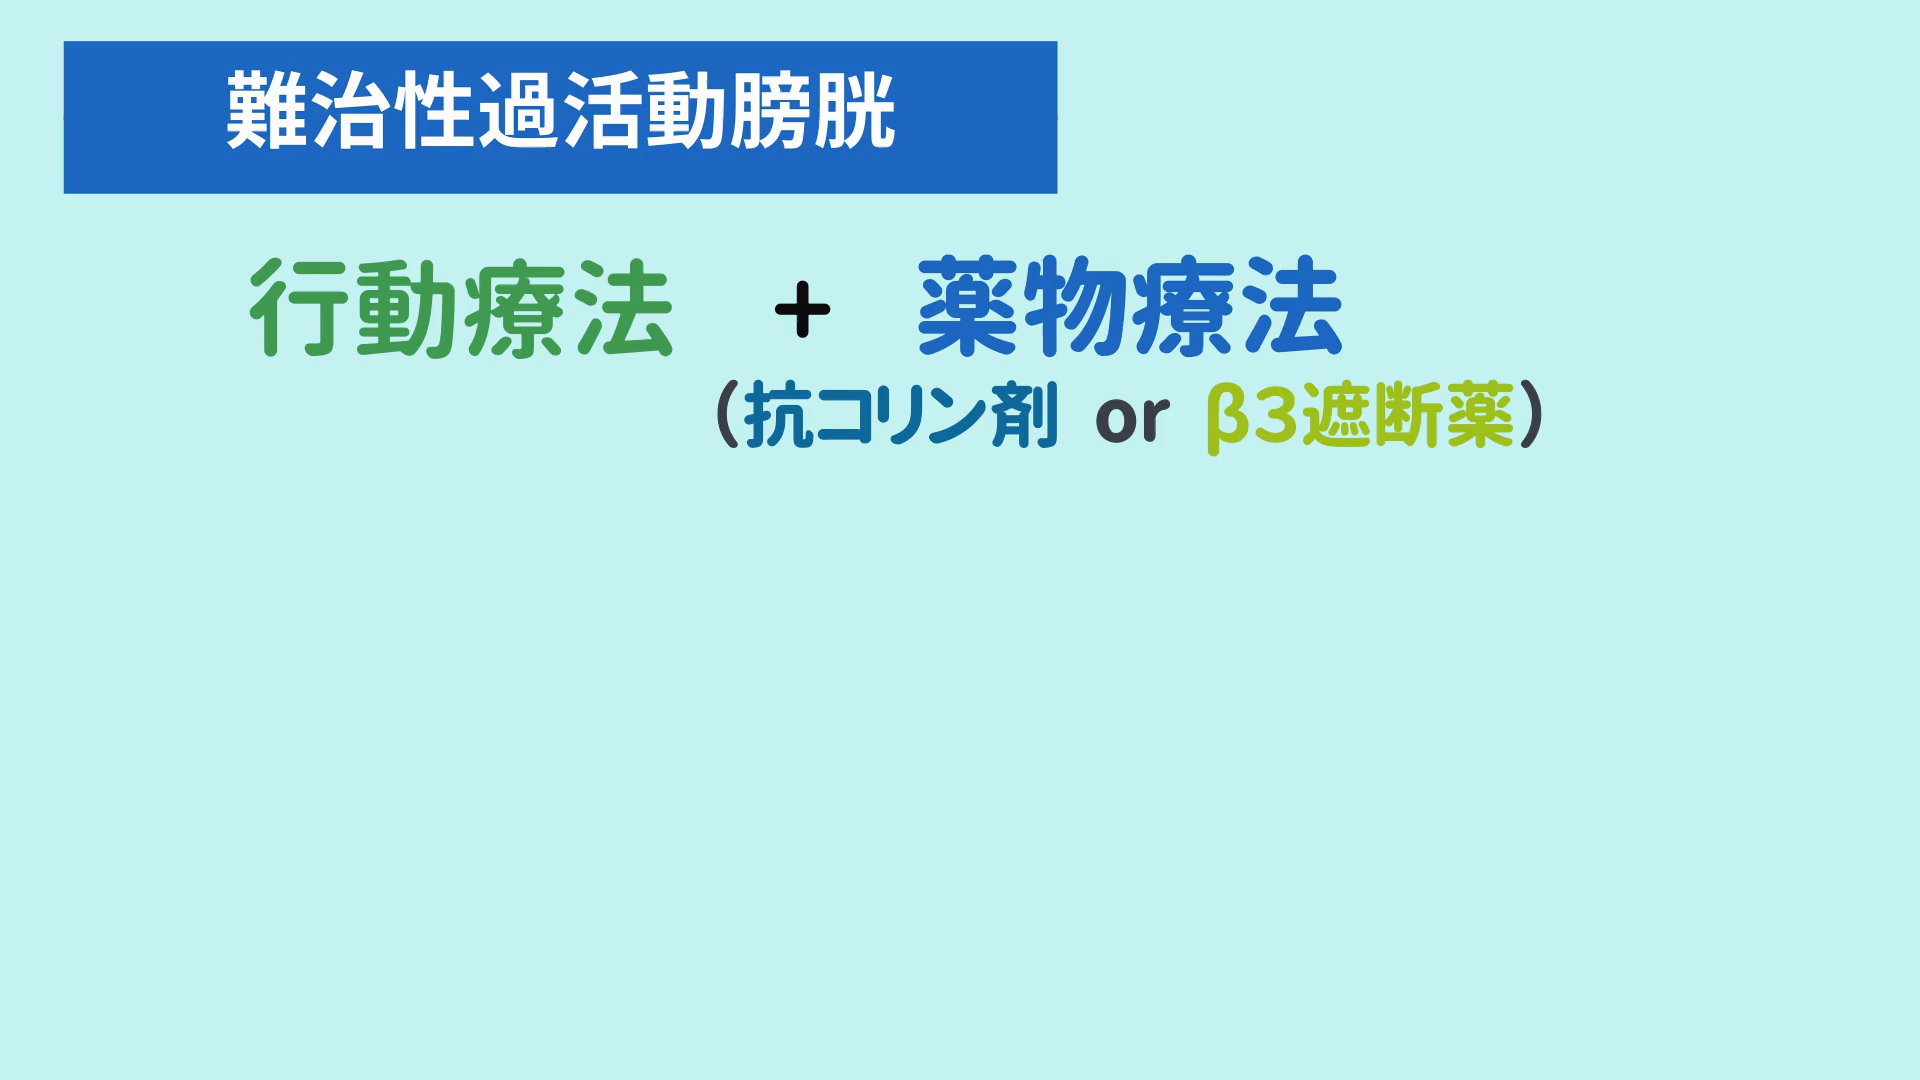 難治性過活動膀胱
行動療法 + 薬物療法
(抗コリン剤 or β3遮断薬)